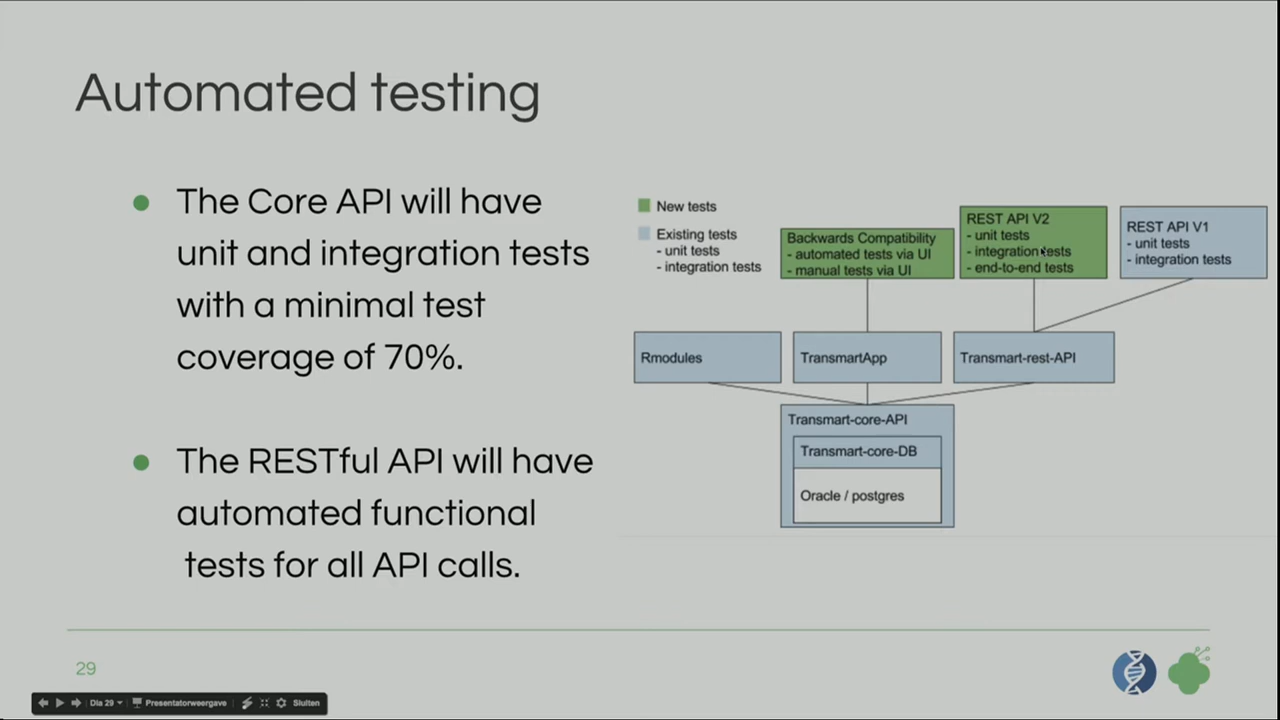 Automated testing
The Core API will have
unit and integration tests
with a minimal test
coverage of 70%.
The RESTful API will have
automated functional
tests for all API calls.
New tests
Existing tests
- unit tests
- integration tests
Backwards Compatibility
- automated tests via UI
- manual tests via UI
REST API V2
- unit tests
- integration tests
- end-to-end tests
REST API V1
- unit tests
- integration tests
Rmodules
TransmartApp
Transmart-rest-API
Transmart-core-API
Transmart-core-DB
Oracle / postgres
29
Dia 29
Presentatorweergave
Sluiten